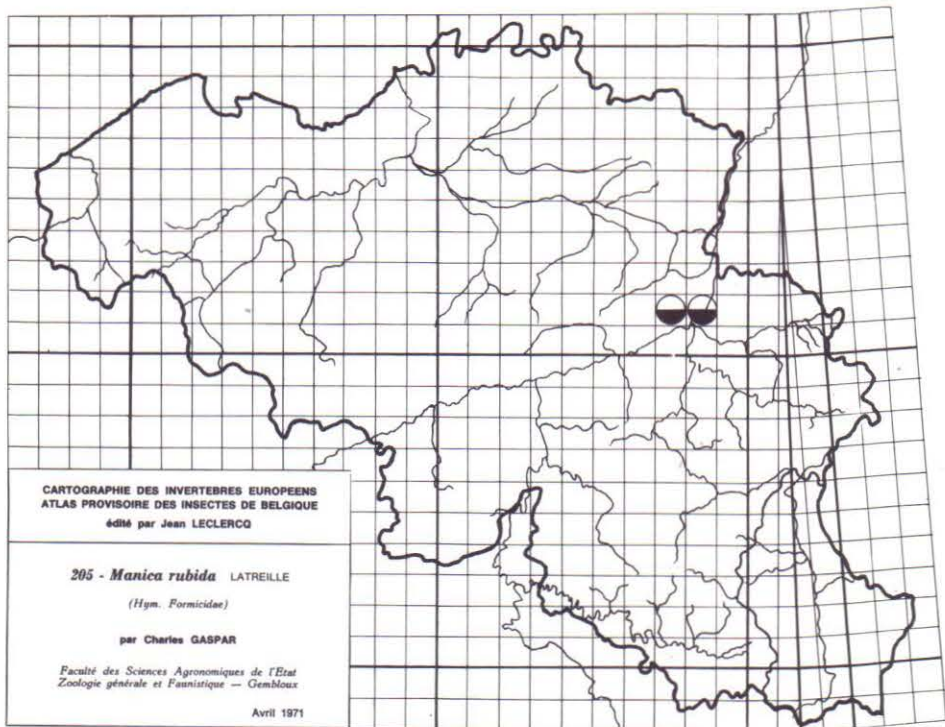 CARTOGRAPHIE DES INVERTEBRES EUROPEENS
ATLAS PROVISOIRE DES INSECTES DE BELGIQUE
édité par Jean LECLERCQ
205 - Manica rubida LATREILLE
(Hym. Formicidae)
par Charles GASPAR
Faculté des Sciences Agronomiques de l'Etat
Zoologie générale et Faunistique — Gembloux
Avril 1971